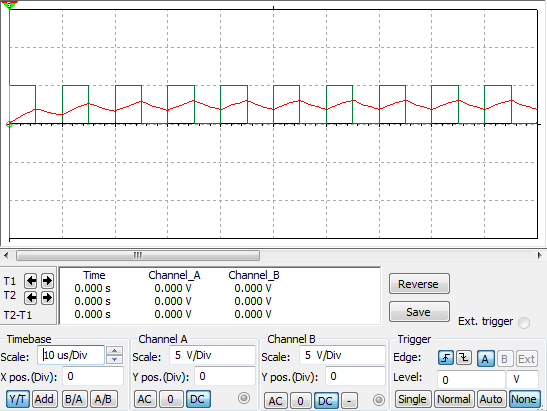 Time Channel_A Channel_B
T1 0.000 s 0.000 V 0.000 V
T2 0.000 s 0.000 V 0.000 V
T2-T1 0.000 s 0.000 V 0.000 V
Reverse
Save
Ext. trigger
Timebase
Scale: 10 us/Div
X pos.(Div): 0
Y/T Add B/A A/B
Channel A
Scale: 5 V/Div
Y pos.(Div): 0
AC 0 DC
Channel B
Scale: 5 V/Div
Y pos.(Div): 0
AC 0 DC -
Trigger
Edge: A B Ext
Level: 0 V
Single Normal Auto None